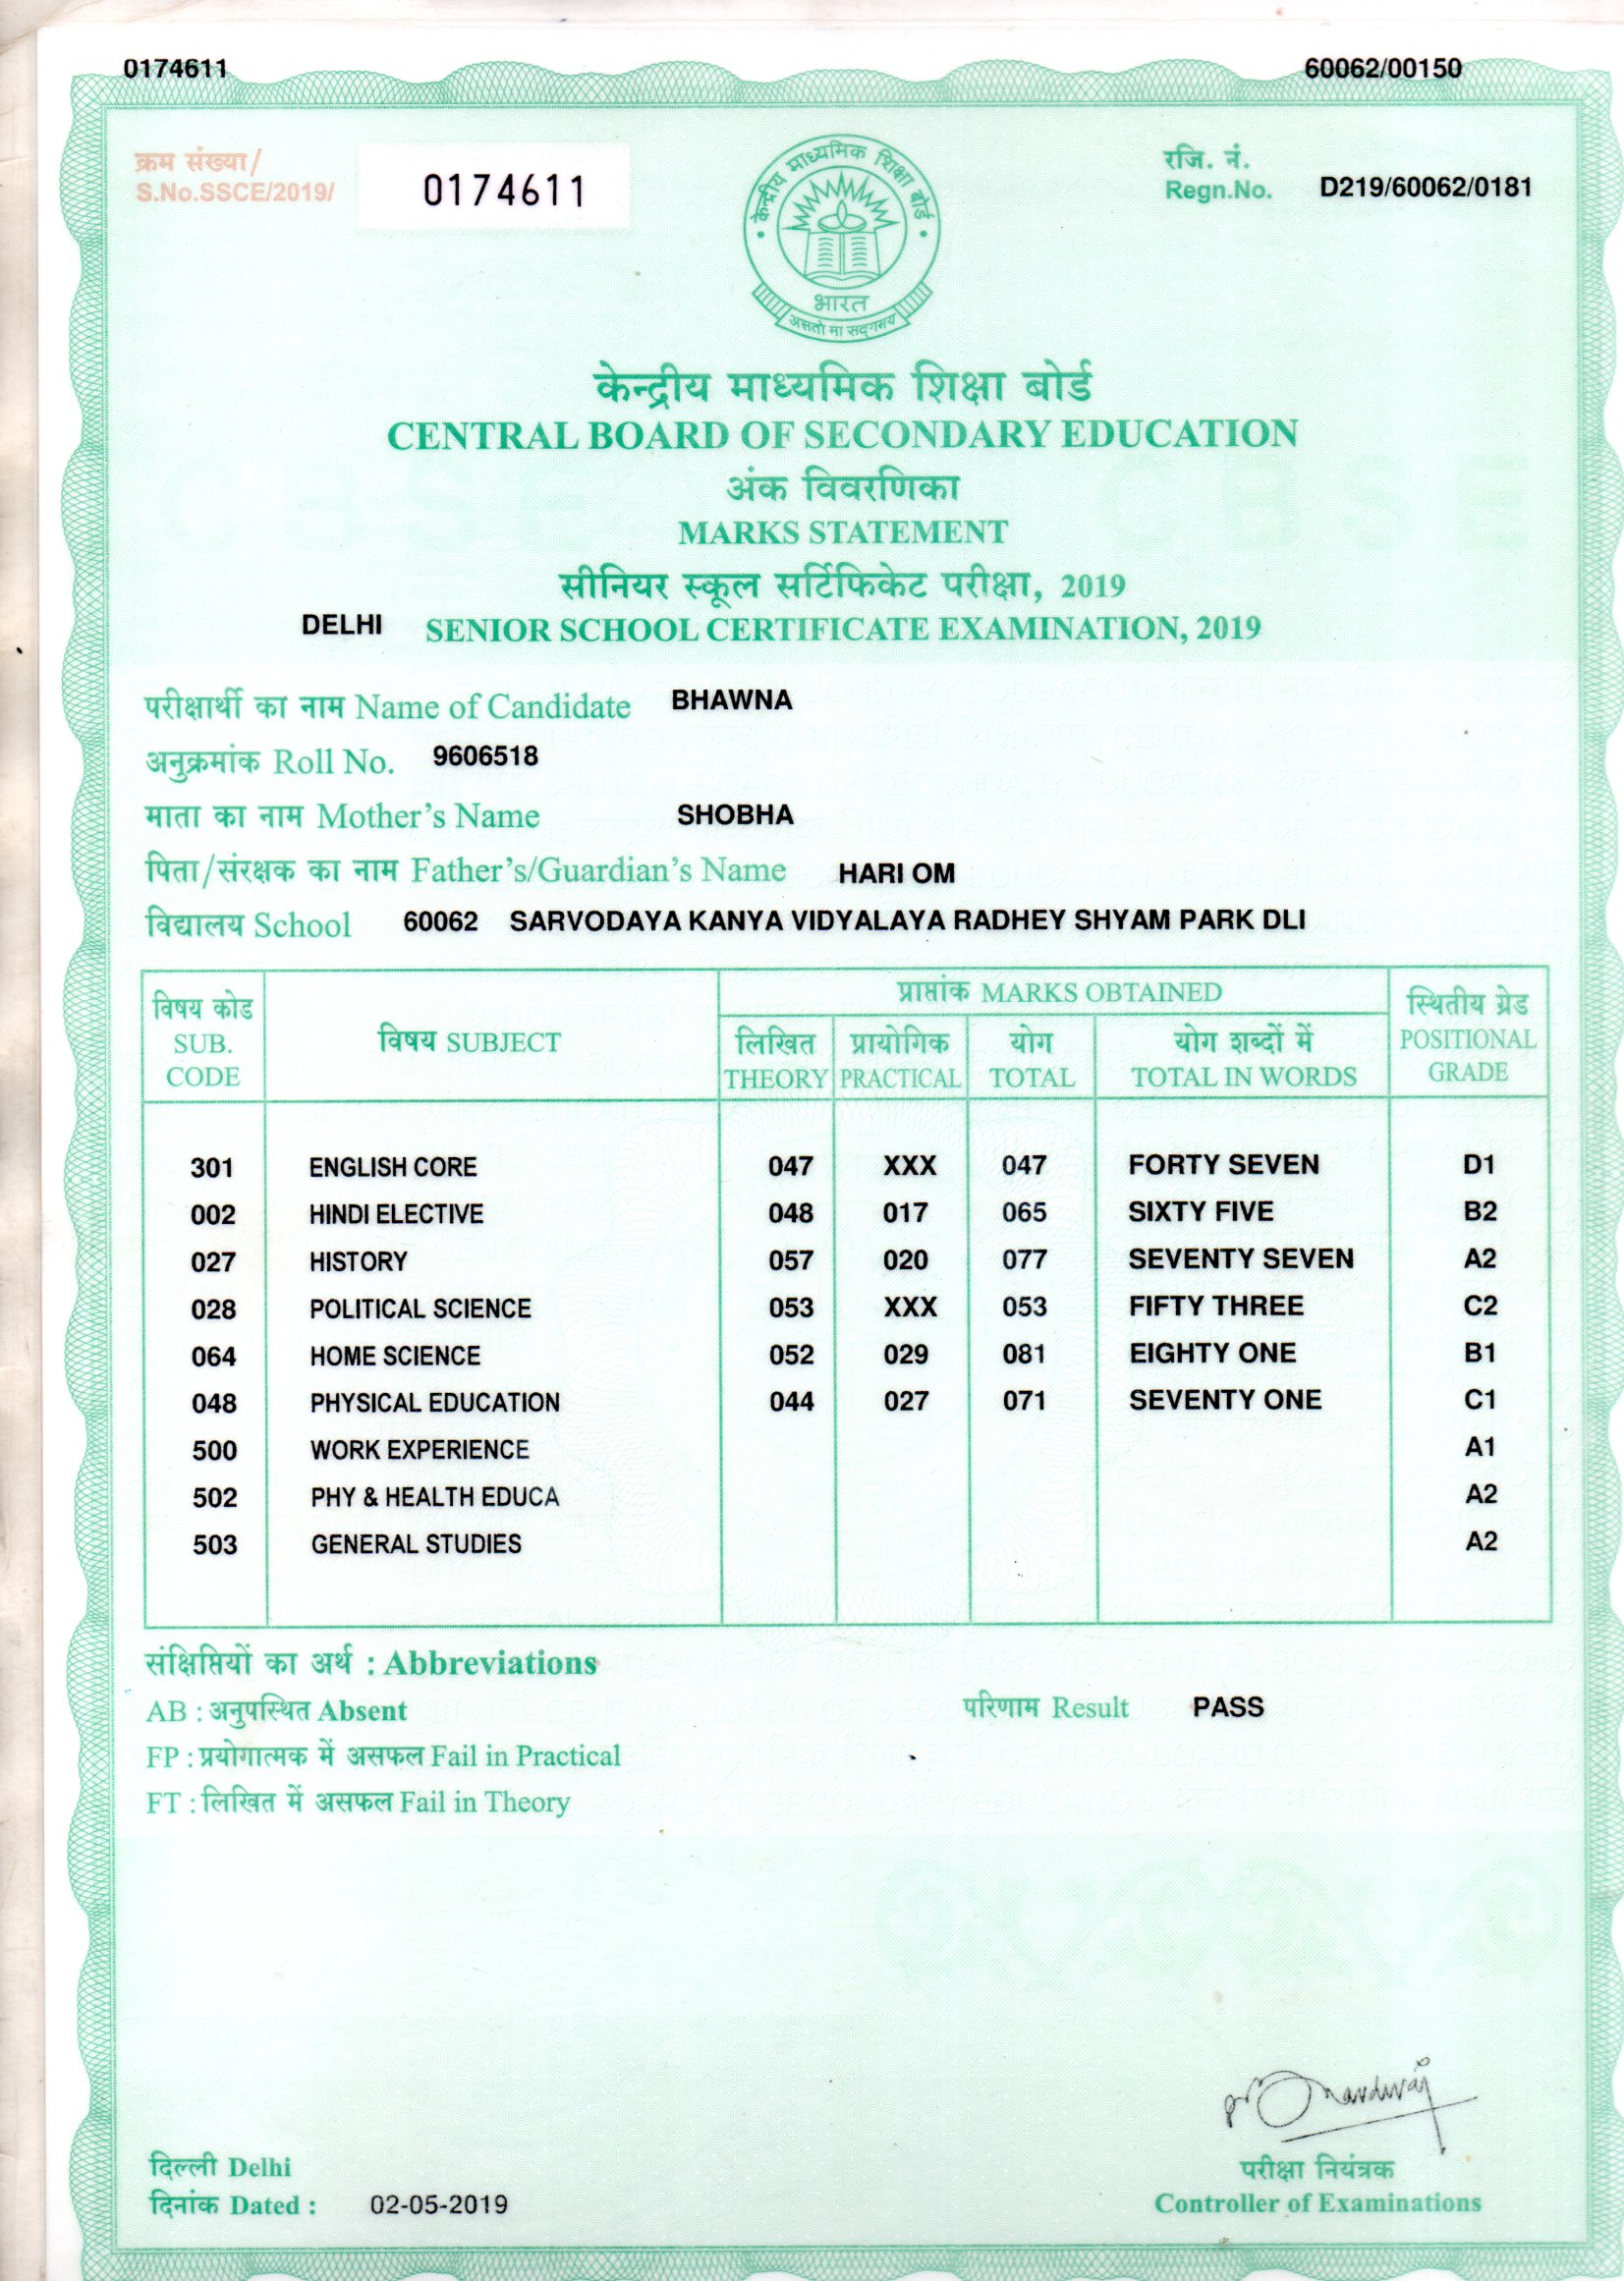 0174611 60062/00150
क्रम संख्या/
S.No.SSCE/2019/ 0174611
रजि. नं.
Regn.No. D219/60062/0181
केन्द्रीय माध्यमिक शिक्षा बोर्ड
भारत
असतो मा सद्गमय
केन्द्रीय माध्यमिक शिक्षा बोर्ड
CENTRAL BOARD OF SECONDARY EDUCATION
CBSE CBSE
अंक विवरणिका
MARKS STATEMENT
सीनियर स्कूल सर्टिफिकेट परीक्षा, 2019
DELHI SENIOR SCHOOL CERTIFICATE EXAMINATION, 2019
परीक्षार्थी का नाम Name of Candidate BHAWNA
अनुक्रमांक Roll No. 9606518
माता का नाम Mother's Name SHOBHA
पिता/संरक्षक का नाम Father's/Guardian's Name HARI OM
विद्यालय School 60062 SARVODAYA KANYA VIDYALAYA RADHEY SHYAM PARK DLI
विषय कोड SUB. CODE विषय SUBJECT प्राप्तांक MARKS OBTAINED स्थितीय ग्रेड POSITIONAL GRADE
लिखित THEORY प्रायोगिक PRACTICAL योग TOTAL योग शब्दों में TOTAL IN WORDS
301 ENGLISH CORE 047 XXX 047 FORTY SEVEN D1
002 HINDI ELECTIVE 048 017 065 SIXTY FIVE B2
027 HISTORY 057 020 077 SEVENTY SEVEN A2
028 POLITICAL SCIENCE 053 XXX 053 FIFTY THREE C2
064 HOME SCIENCE 052 029 081 EIGHTY ONE B1
048 PHYSICAL EDUCATION 044 027 071 SEVENTY ONE C1
500 WORK EXPERIENCE A1
502 PHY & HEALTH EDUCA A2
503 GENERAL STUDIES A2
संक्षिप्तियों का अर्थ : Abbreviations
AB : अनुपस्थित Absent परिणाम Result PASS
FP : प्रयोगात्मक में असफल Fail in Practical
FT : लिखित में असफल Fail in Theory
दिल्ली Delhi
दिनांक Dated : 02-05-2019
परीक्षा नियंत्रक
Controller of Examinations